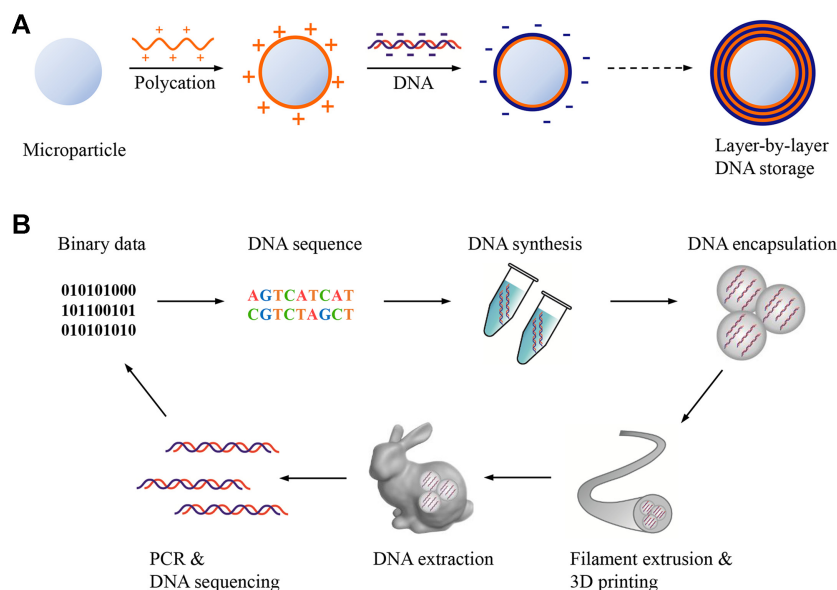 A
Polycation
DNA
Microparticle
Layer-by-layer
DNA storage
B
Binary data
DNA sequence
DNA synthesis
DNA encapsulation
010101000
101100101
010101010
AGTCATCAT
CGTCTAGCT
PCR &
DNA sequencing
DNA extraction
Filament extrusion &
3D printing